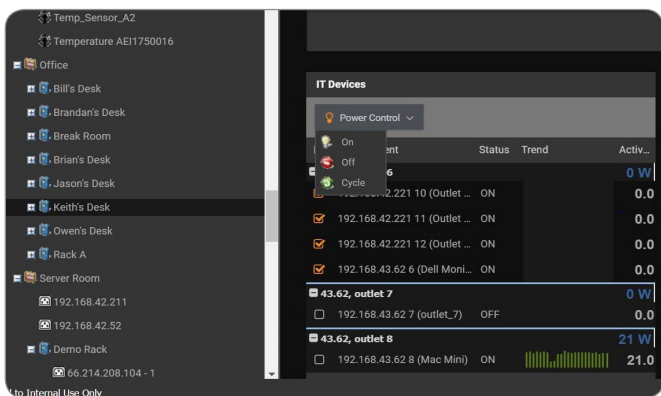 Temp_Sensor_A2
Temperature AEI1750016
Office
Bill's Desk
Brandan's Desk
Break Room
Brian's Desk
Jason's Desk
Keith's Desk
Owen's Desk
Rack A
Server Room
192.168.42.211
192.168.42.52
Demo Rack
66.214.208.104 - 1
to Internal Use Only
IT Devices
Power Control
On
Off
Cycle
ent Status Trend Activ...
6 0 W
192.168.42.221 10 (Outlet ... ON 0.0
192.168.42.221 11 (Outlet ... ON 0.0
192.168.42.221 12 (Outlet ... ON 0.0
192.168.43.62 6 (Dell Moni... ON 0.0
43.62, outlet 7 0 W
192.168.43.62 7 (outlet_7) OFF 0.0
43.62, outlet 8 21 W
192.168.43.62 8 (Mac Mini) ON 21.0